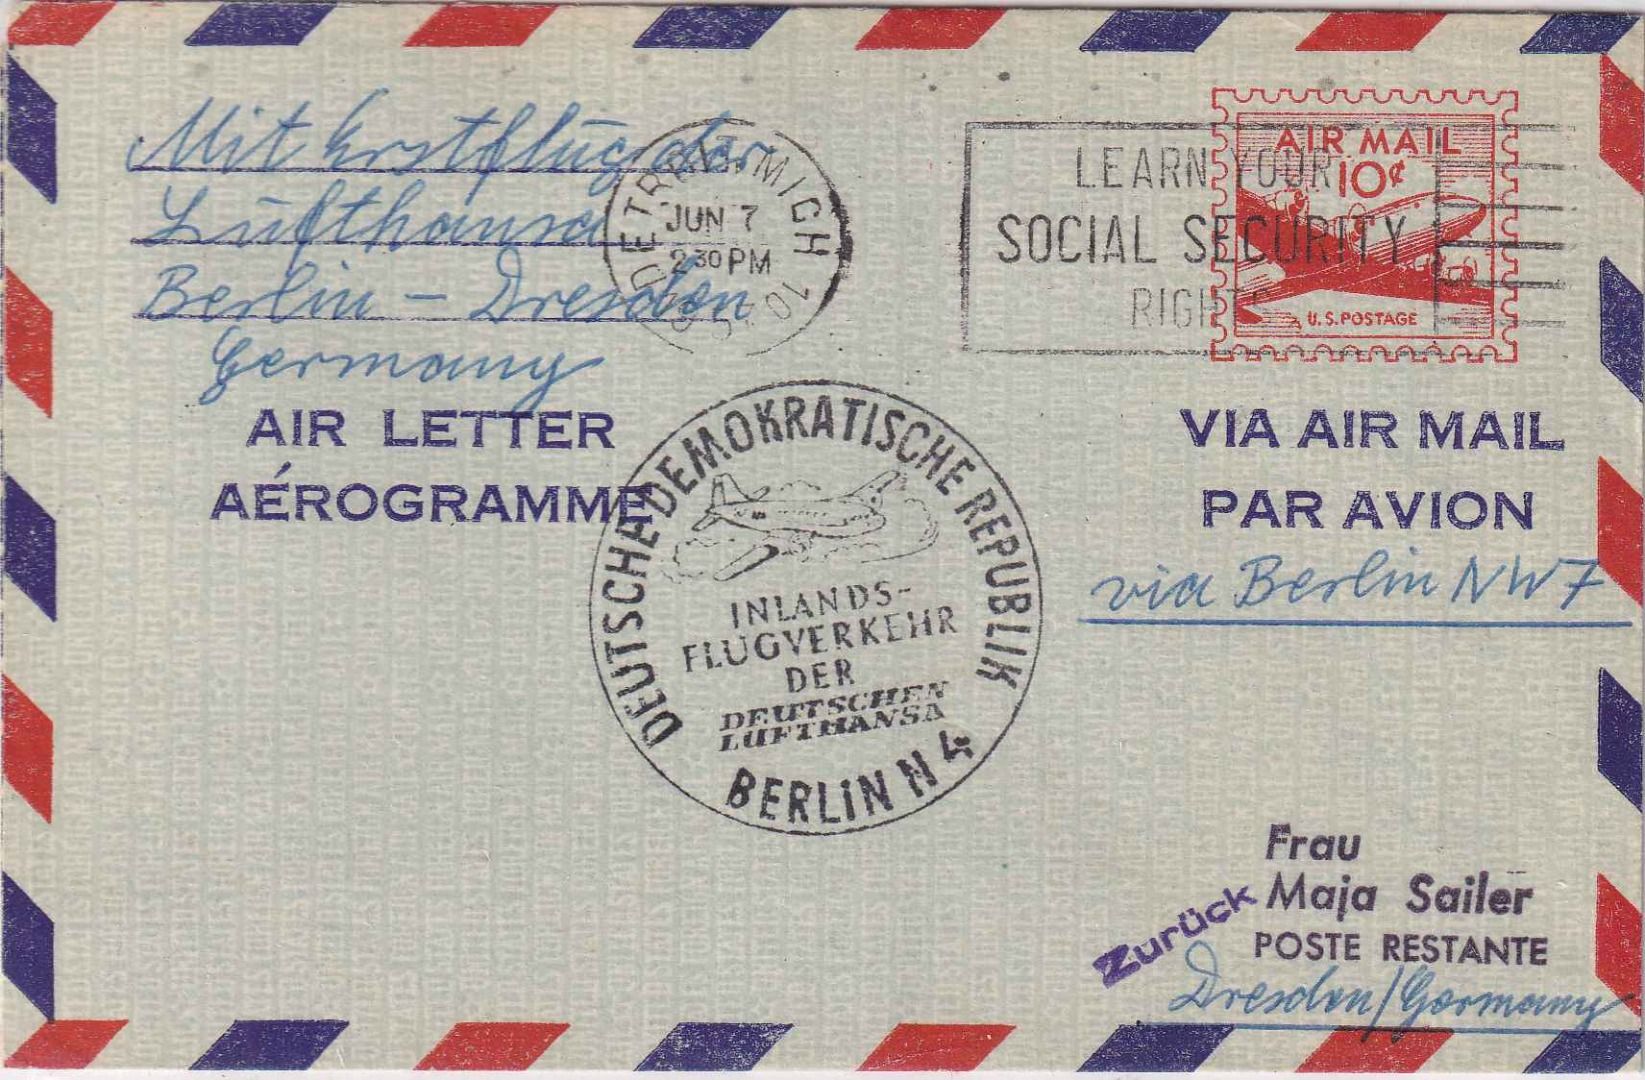 Mit Erstflug der
Lufthansa
Berlin - Dresden
Germany
DETROIT MICH
JUN 7
2 30 PM
LEARN YOUR
SOCIAL SECURITY
RIGHTS
AIR MAIL
10¢
U.S. POSTAGE
AIR LETTER
AÉROGRAMME
VIA AIR MAIL
PAR AVION
via Berlin NW7
DEUTSCHE DEMOKRATISCHE REPUBLIK
INLANDS-
FLUGVERKEHR
DER
DEUTSCHEN
LUFTHANSA
BERLIN N 4
Frau
Maja Sailer
Zurück
POSTE RESTANTE
Dresden/Germany